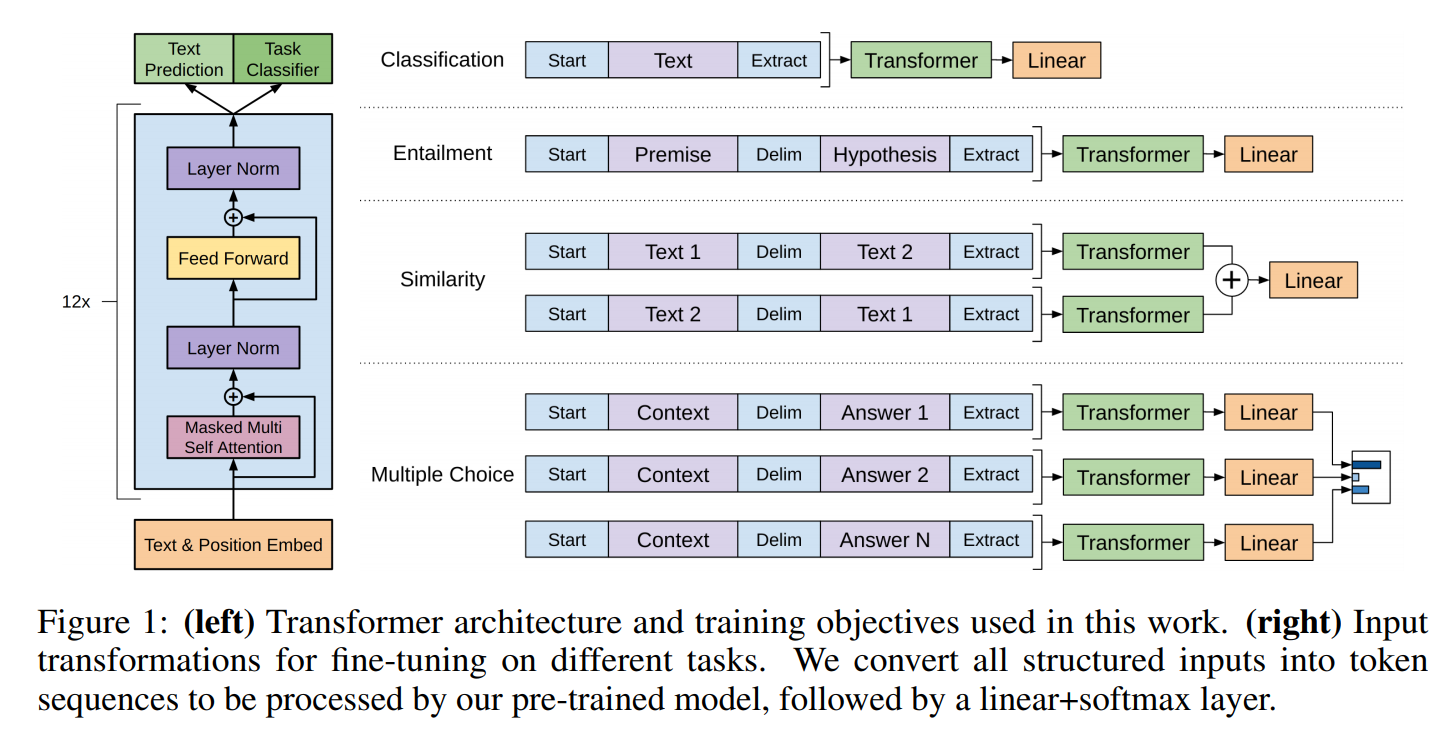 Text
Prediction
Task
Classifier
12x
Layer Norm
+
Feed Forward
Layer Norm
+
Masked Multi
Self Attention
Text & Position Embed
Classification
Start Text Extract Transformer Linear
Entailment
Start Premise Delim Hypothesis Extract Transformer Linear
Similarity
Start Text 1 Delim Text 2 Extract Transformer
+ Linear
Start Text 2 Delim Text 1 Extract Transformer
Multiple Choice
Start Context Delim Answer 1 Extract Transformer Linear
Start Context Delim Answer 2 Extract Transformer Linear
Start Context Delim Answer N Extract Transformer Linear
Figure 1: (left) Transformer architecture and training objectives used in this work. (right) Input
transformations for fine-tuning on different tasks. We convert all structured inputs into token
sequences to be processed by our pre-trained model, followed by a linear+softmax layer.